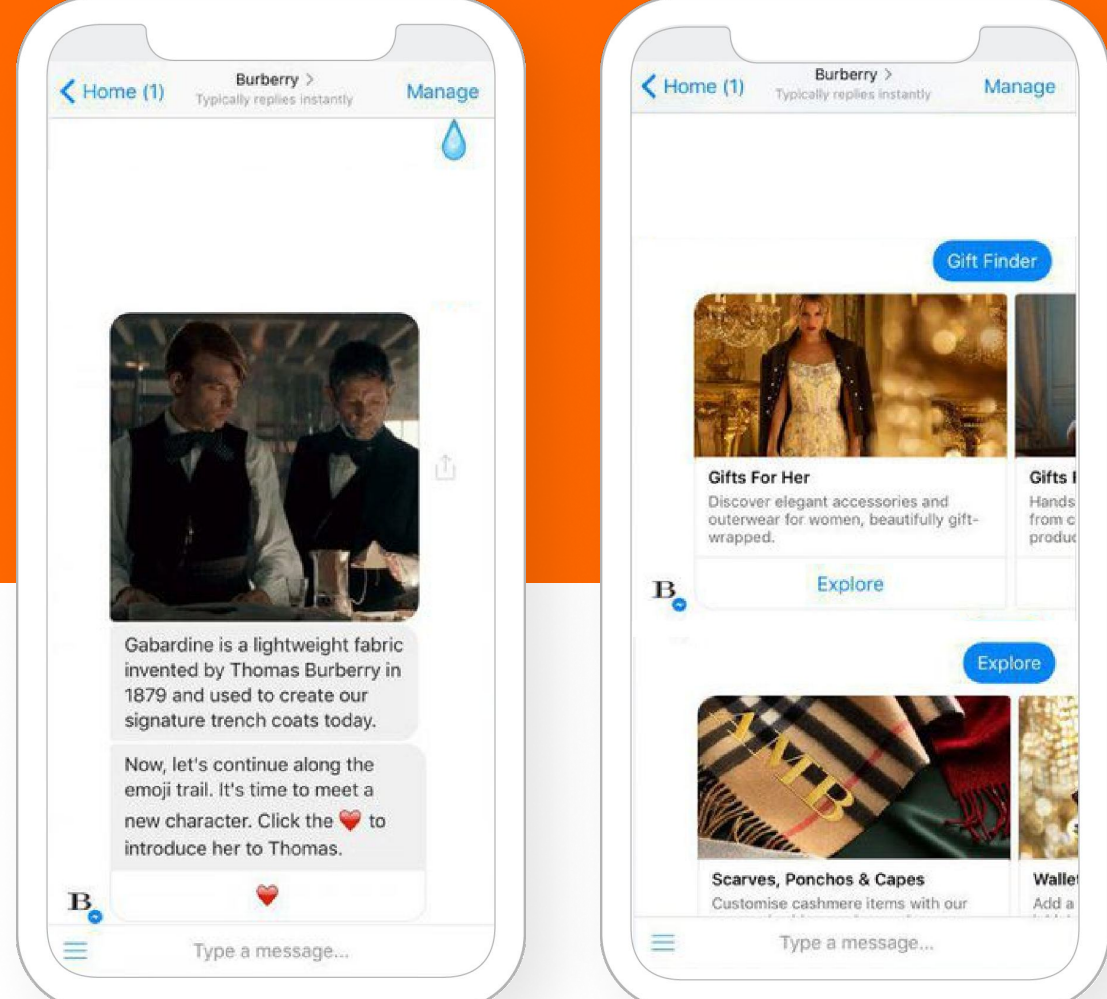 Home (1)
Burberry >
Typically replies instantly
Manage
Gabardine is a lightweight fabric
invented by Thomas Burberry in
1879 and used to create our
signature trench coats today.
Now, let's continue along the
emoji trail. It's time to meet a
new character. Click the ❤️ to
introduce her to Thomas.
❤️
B
Type a message...
Home (1)
Burberry >
Typically replies instantly
Manage
Gift Finder
Gifts For Her
Discover elegant accessories and
outerwear for women, beautifully gift-
wrapped.
Explore
Gifts
Hands
from c
produc
B
Explore
AMB
Scarves, Ponchos & Capes
Customise cashmere items with our
Wallet
Add a
Type a message...